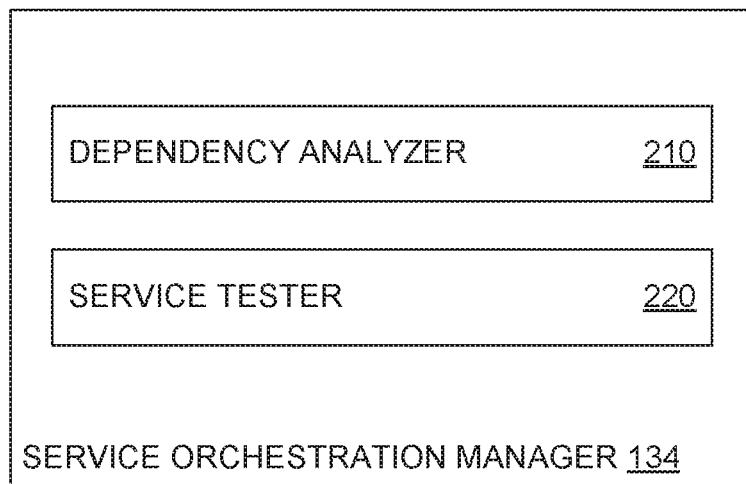 DEPENDENCY ANALYZER 210
SERVICE TESTER 220
SERVICE ORCHESTRATION MANAGER 134